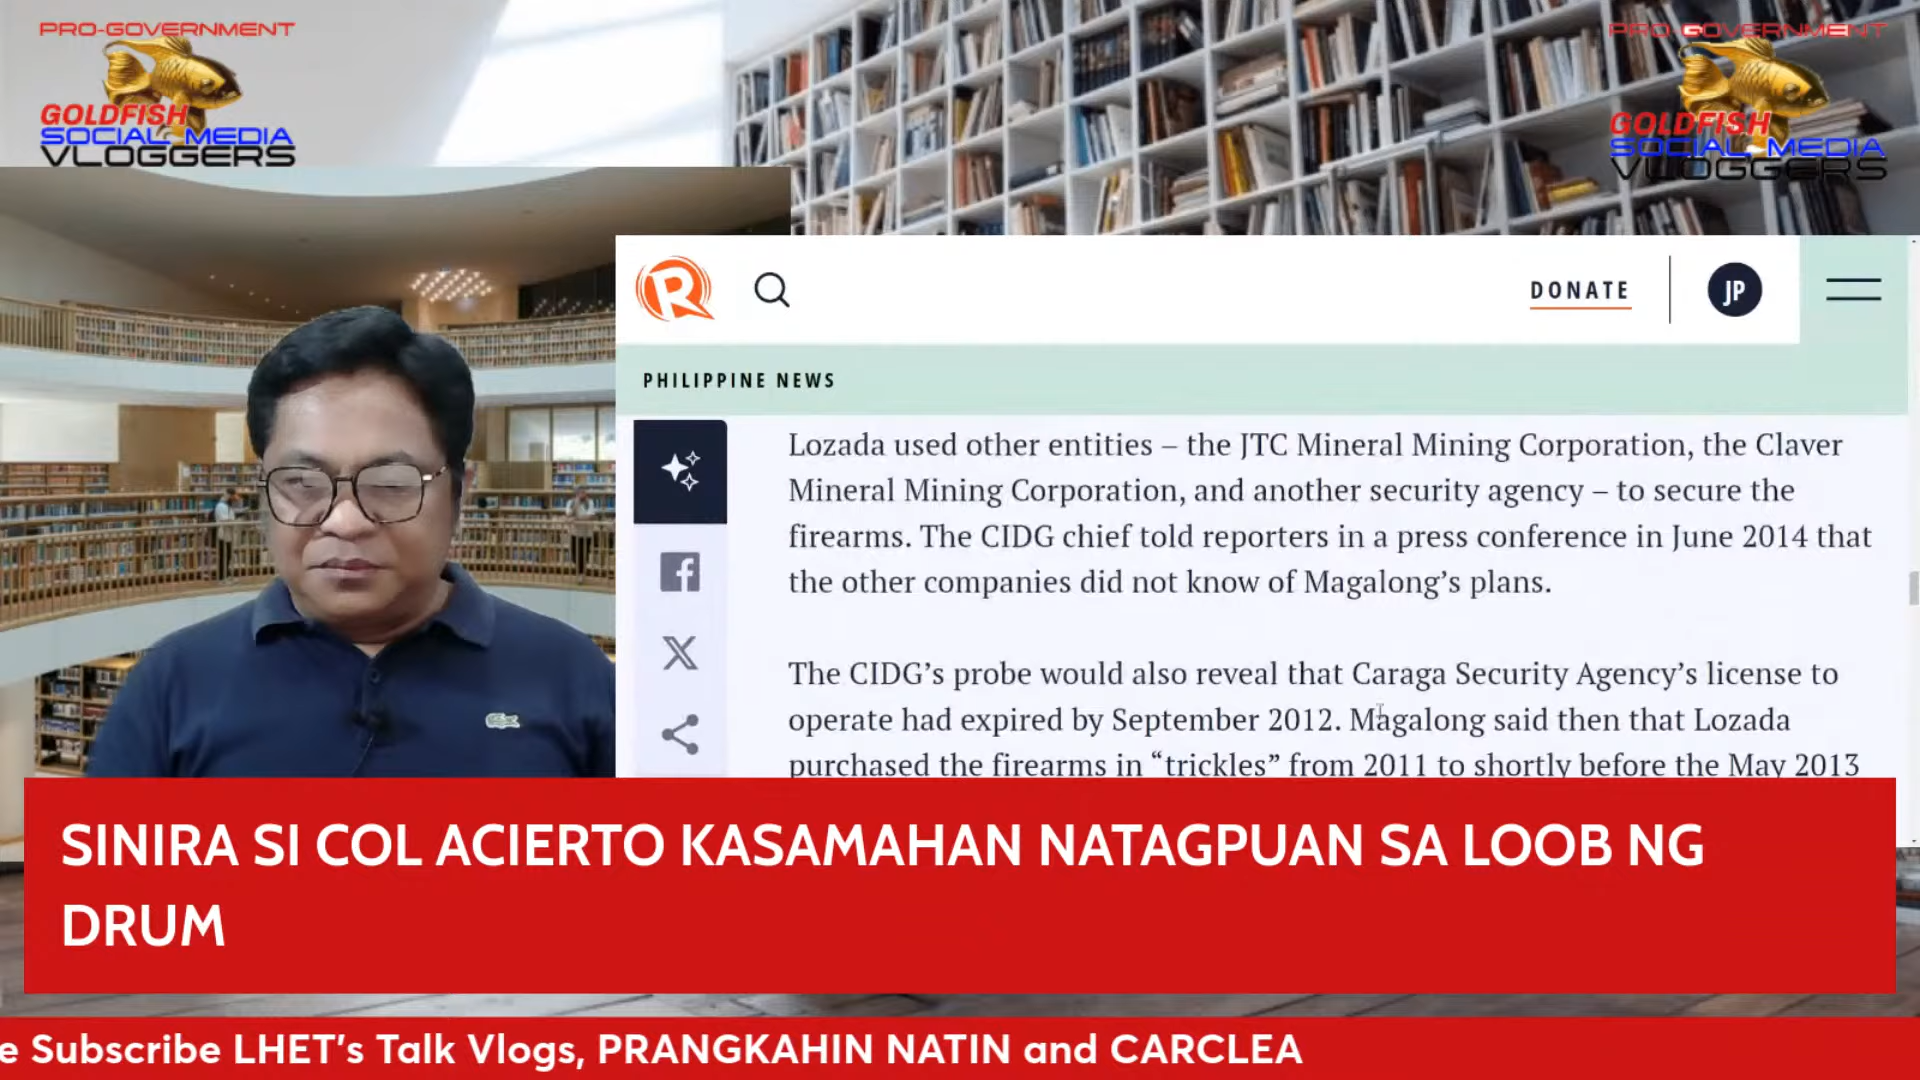 PRO-GOVERNMENT
GOLDFISH
SOCIAL MEDIA
VLOGGERS
PRO-GOVERNMENT
GOLDFISH
SOCIAL MEDIA
VLOGGERS
R
DONATE
JP
PHILIPPINE NEWS
Lozada used other entities – the JTC Mineral Mining Corporation, the Claver
Mineral Mining Corporation, and another security agency – to secure the
firearms. The CIDG chief told reporters in a press conference in June 2014 that
the other companies did not know of Magalong’s plans.
The CIDG’s probe would also reveal that Caraga Security Agency’s license to
operate had expired by September 2012. Magalong said then that Lozada
purchased the firearms in “trickles” from 2011 to shortly before the May 2013
SINIRA SI COL ACIERTO KASAMAHAN NATAGPUAN SA LOOB NG
DRUM
e Subscribe LHET's Talk Vlogs, PRANGKAHIN NATIN and CARCLEA